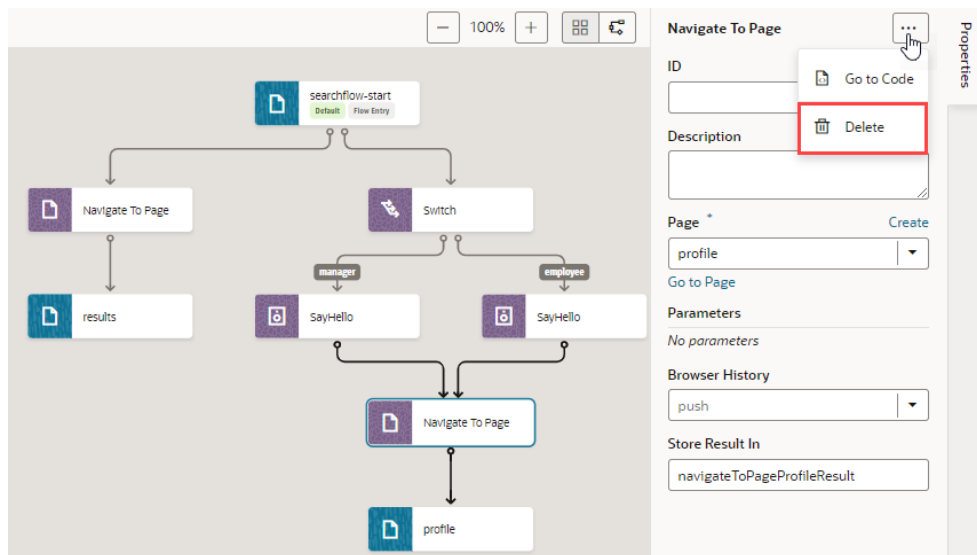 100%
searchflow-start
Default Flow Entry
Navigate To Page
Switch
manager
employee
results
SayHello
SayHello
Navigate To Page
profile
Navigate To Page
...
Go to Code
Delete
ID
Description
Page *
Create
profile
Go to Page
Parameters
No parameters
Browser History
push
Store Result In
navigateToPageProfileResult
Properties